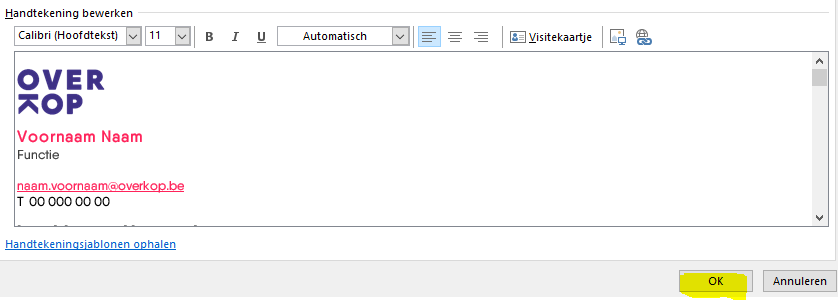 Handtekening bewerken
Calibri (Hoofdtekst) 11 B I U Automatisch Visitekaartje
OVER
KOP
Voornaam Naam
Functie
naam.voornaam@overkop.be
T 00 000 00 00
Handtekeningsjablonen ophalen
OK Annuleren